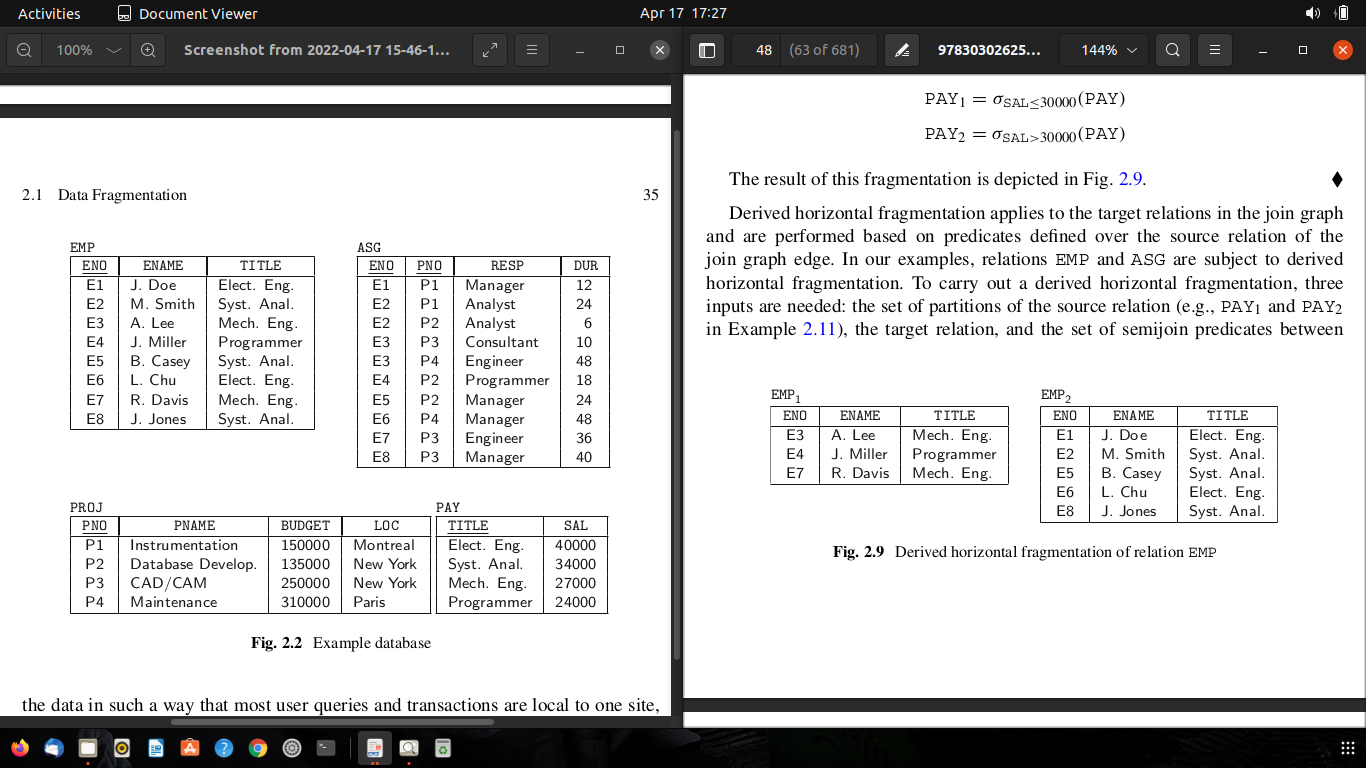 Activities Document Viewer Apr 17 17:27
100% Screenshot from 2022-04-17 15-46-1...
2.1 Data Fragmentation 35
EMP
ENO ENAME TITLE
E1 J. Doe Elect. Eng.
E2 M. Smith Syst. Anal.
E3 A. Lee Mech. Eng.
E4 J. Miller Programmer
E5 B. Casey Syst. Anal.
E6 L. Chu Elect. Eng.
E7 R. Davis Mech. Eng.
E8 J. Jones Syst. Anal.
ASG
ENO PNO RESP DUR
E1 P1 Manager 12
E2 P1 Analyst 24
E2 P2 Analyst 6
E3 P3 Consultant 10
E3 P4 Engineer 48
E4 P2 Programmer 18
E5 P2 Manager 24
E6 P4 Manager 48
E7 P3 Engineer 36
E8 P3 Manager 40
PROJ
PNO PNAME BUDGET LOC
P1 Instrumentation 150000 Montreal
P2 Database Develop. 135000 New York
P3 CAD/CAM 250000 New York
P4 Maintenance 310000 Paris
PAY
TITLE SAL
Elect. Eng. 40000
Syst. Anal. 34000
Mech. Eng. 27000
Programmer 24000
Fig. 2.2 Example database
the data in such a way that most user queries and transactions are local to one site,
48 (63 of 681) 97830302625... 144%
PAY₁ = σSAL≤30000(PAY)
PAY₂ = σSAL>30000(PAY)
The result of this fragmentation is depicted in Fig. 2.9. ♦
Derived horizontal fragmentation applies to the target relations in the join graph
and are performed based on predicates defined over the source relation of the
join graph edge. In our examples, relations EMP and ASG are subject to derived
horizontal fragmentation. To carry out a derived horizontal fragmentation, three
inputs are needed: the set of partitions of the source relation (e.g., PAY₁ and PAY₂
in Example 2.11), the target relation, and the set of semijoin predicates between
EMP₁
ENO ENAME TITLE
E3 A. Lee Mech. Eng.
E4 J. Miller Programmer
E7 R. Davis Mech. Eng.
EMP₂
ENO ENAME TITLE
E1 J. Doe Elect. Eng.
E2 M. Smith Syst. Anal.
E5 B. Casey Syst. Anal.
E6 L. Chu Elect. Eng.
E8 J. Jones Syst. Anal.
Fig. 2.9 Derived horizontal fragmentation of relation EMP